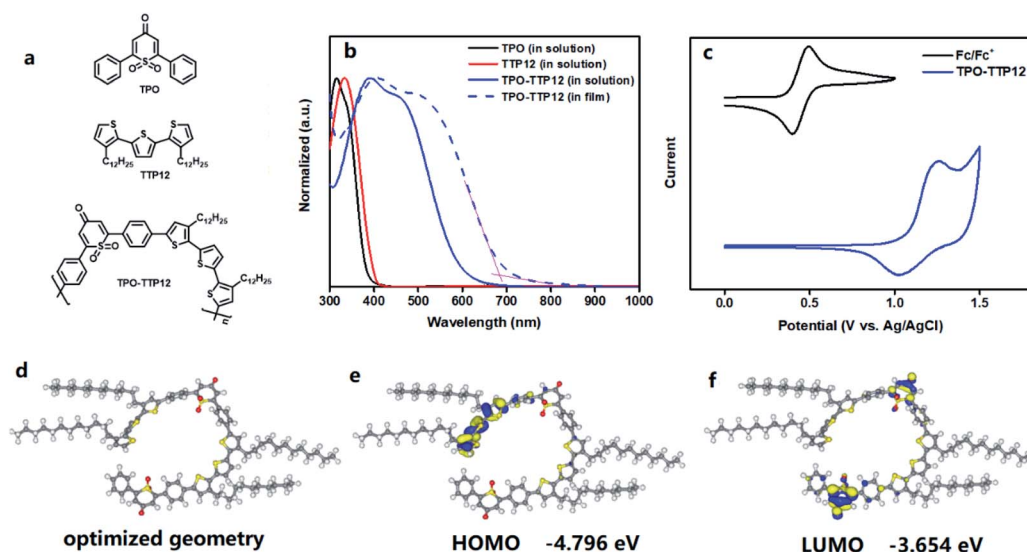 a
O
S
O O
TPO
S
S S
C12H25 C12H25
TTP12
O
S
O O
C12H25
S
S
C12H25
S
n
TPO-TTP12
b
TPO (in solution)
TTP12 (in solution)
TPO-TTP12 (in solution)
TPO-TTP12 (in film)
Normalized (a.u.)
300 400 500 600 700 800 900 1000
Wavelength (nm)
c
Fc/Fc+
TPO-TTP12
Current
0.0 0.5 1.0 1.5
Potential (V vs. Ag/AgCl)
d
optimized geometry
e
HOMO -4.796 eV
f
LUMO -3.654 eV